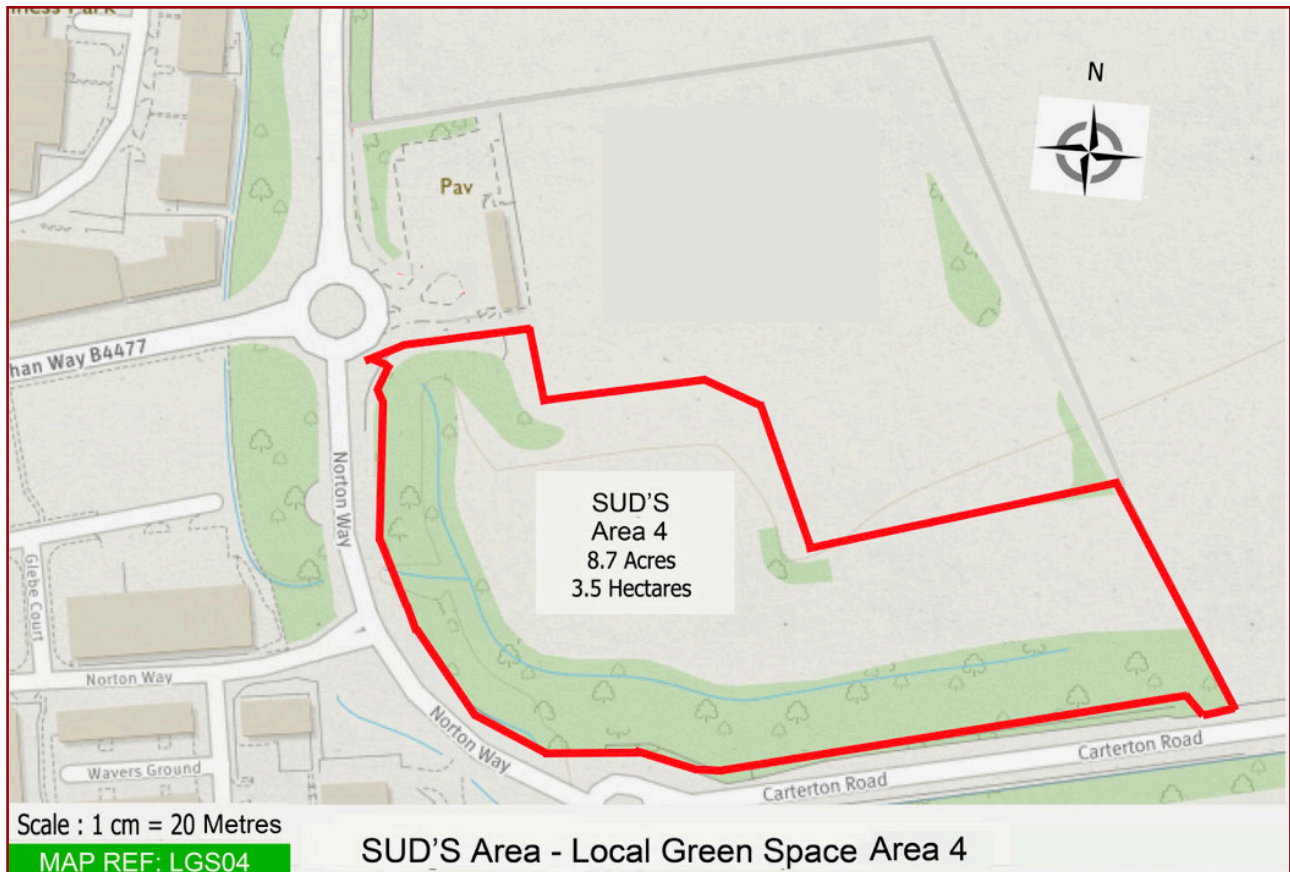 N
Pav
han Way B4477
Norton Way
SUD'S
Area 4
8.7 Acres
3.5 Hectares
Glebe Court
Norton Way
Norton Way
Wavers Ground
Carterton Road
Carterton Road
Scale : 1 cm = 20 Metres
MAP REF: LGS04
SUD'S Area - Local Green Space Area 4